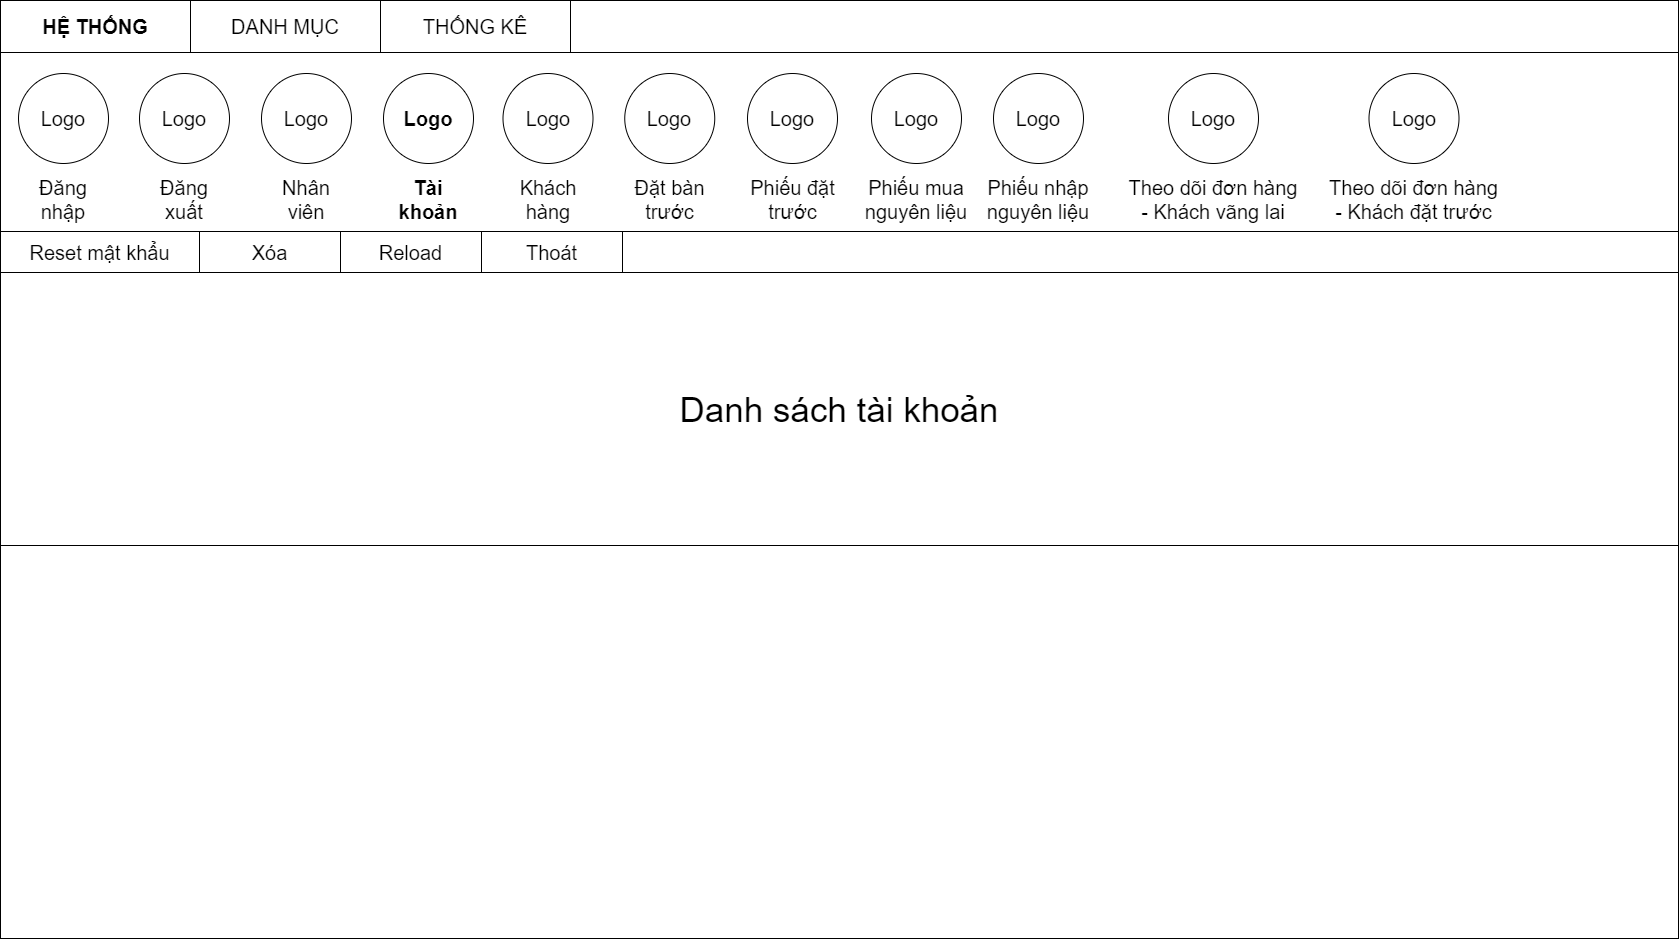 HỆ THỐNG DANH MỤC THỐNG KÊ
Logo Logo Logo Logo Logo Logo Logo Logo Logo Logo Logo
Đăng Đăng Nhân Tài Khách Đặt bàn Phiếu đặt Phiếu mua Phiếu nhập Theo dõi đơn hàng Theo dõi đơn hàng
nhập xuất viên khoản hàng trước trước nguyên liệu nguyên liệu - Khách vãng lai - Khách đặt trước
Reset mật khẩu Xóa Reload Thoát
Danh sách tài khoản